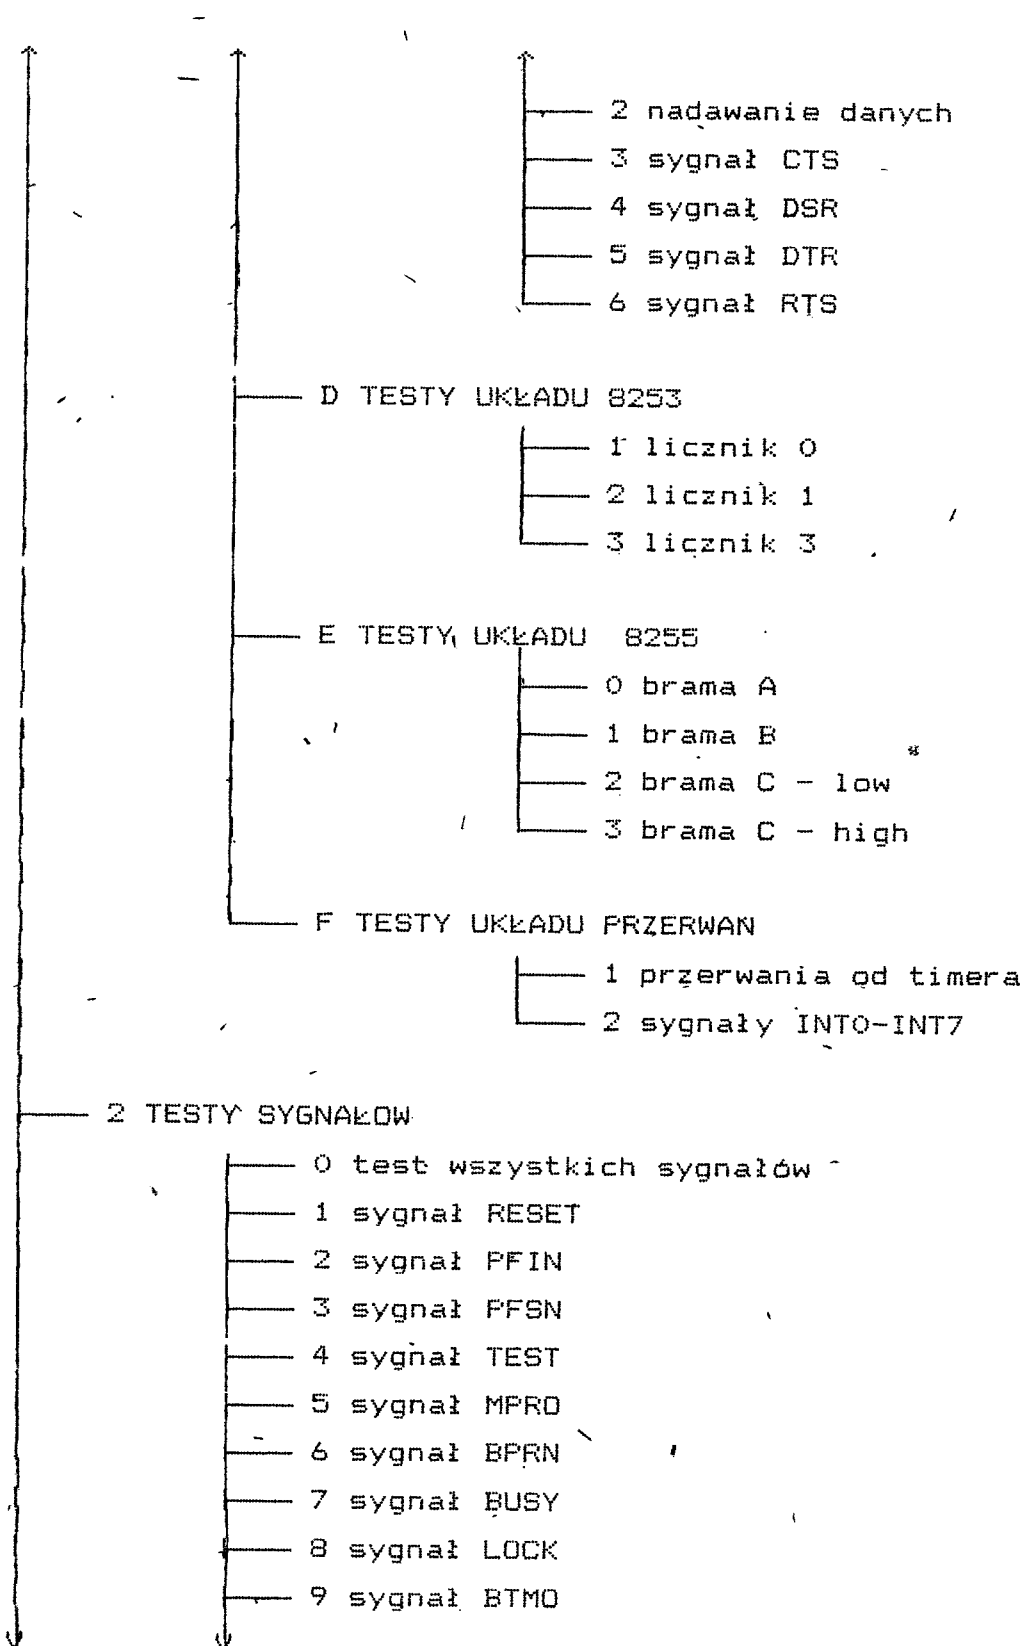 2 nadawanie danych
3 sygnał CTS
4 sygnał DSR
5 sygnał DTR
6 sygnał RTS
D TESTY UKŁADU 8253
1 licznik 0
2 licznik 1
3 licznik 3
E TESTY UKŁADU 8255
0 brama A
1 brama B
2 brama C - low
3 brama C - high
F TESTY UKŁADU PRZERWAN
1 przerwania od timera
2 sygnały INT0-INT7
2 TESTY SYGNAŁOW
0 test wszystkich sygnałów
1 sygnał RESET
2 sygnał PFIN
3 sygnał PFSN
4 sygnał TEST
5 sygnał MPRO
6 sygnał BPRN
7 sygnał BUSY
8 sygnał LOCK
9 sygnał BTMO